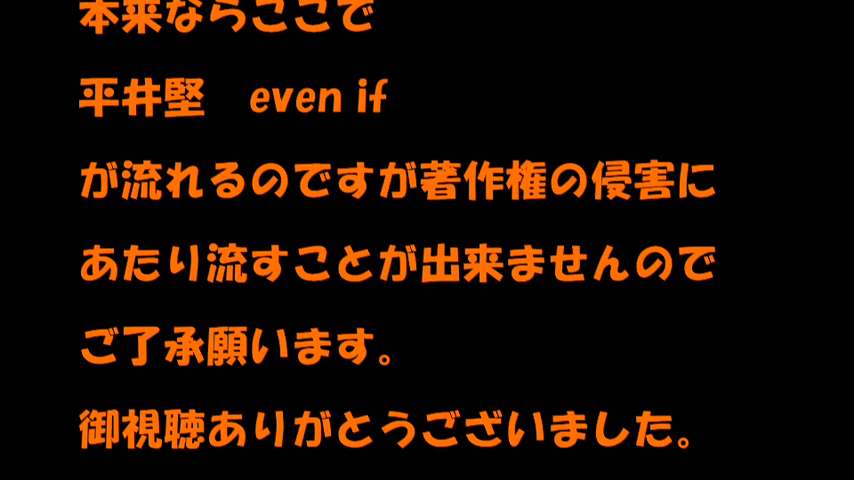 本来ならここで
平井堅　even if
が流れるのですが著作権の侵害に
あたり流すことが出来ませんので
ご了承願います。
御視聴ありがとうございました。